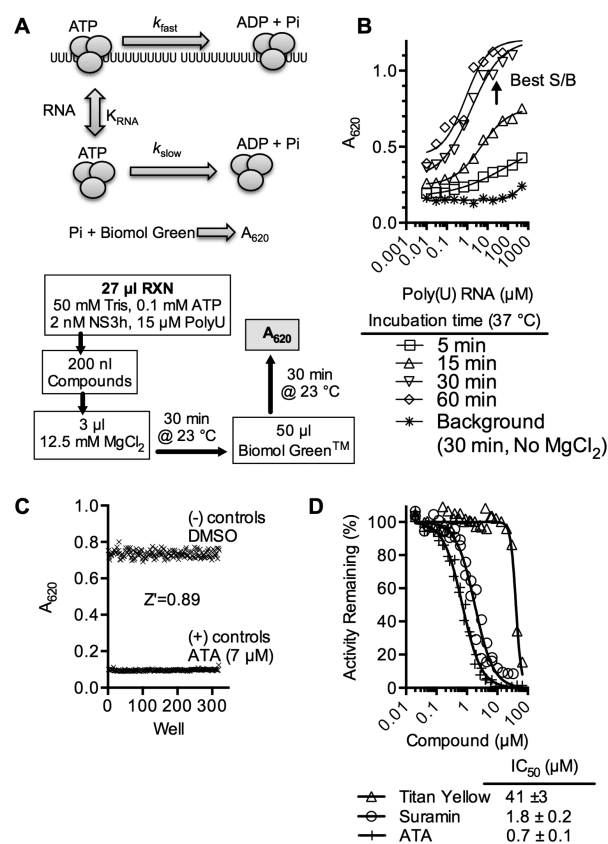 A
ATP
k fast
ADP + Pi
UUUUUUUUU UUUUUUUUUUUUU UUUUUUU
RNA
K RNA
ATP
k slow
ADP + Pi
Pi + Biomol Green
A620
27 µl RXN
50 mM Tris, 0.1 mM ATP
2 nM NS3h, 15 µM PolyU
200 nl
Compounds
3 µl
12.5 mM MgCl2
30 min
@ 23 °C
50 µl
Biomol Green™
30 min
@ 23 °C
A620
B
A620
1.0
0.5
0.0
Best S/B
0.001
0.01
0.1
1
10
100
1000
Poly(U) RNA (µM)
Incubation time (37 °C)
5 min
15 min
30 min
60 min
Background
(30 min, No MgCl2)
C
A620
1.0
0.8
0.6
0.4
0.2
0.0
(-) controls
DMSO
Z'=0.89
(+) controls
ATA (7 µM)
0 100 200 300
Well
D
Activity Remaining (%)
100
80
60
40
20
0
0.01
0.1
1
10
100
Compound (µM)
IC50 (µM)
Titan Yellow 41 ±3
Suramin 1.8 ± 0.2
ATA 0.7 ± 0.1